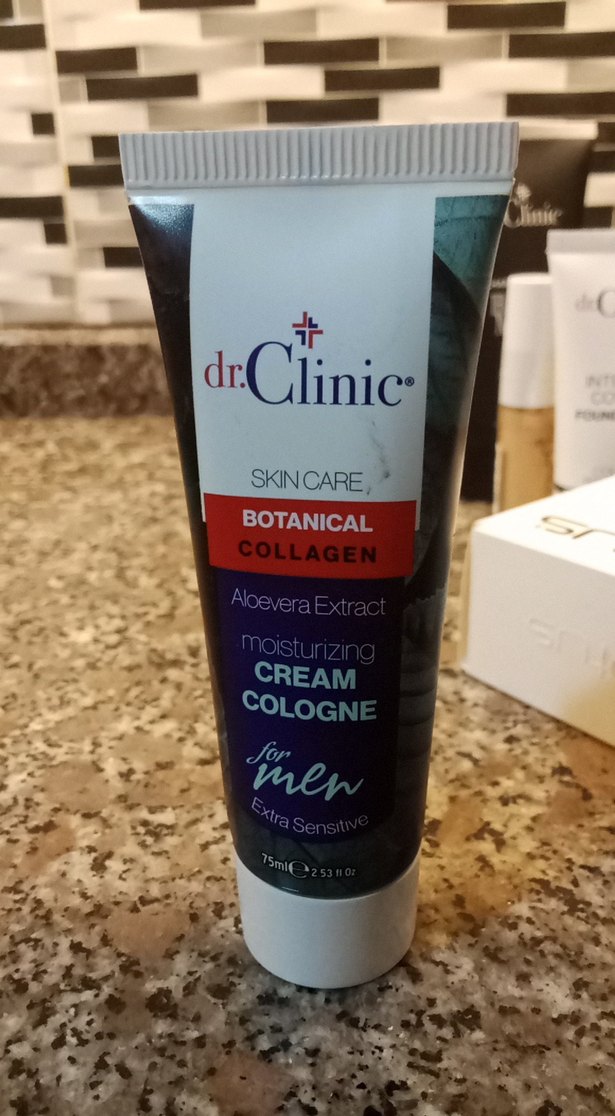 dr.Clinic®
SKIN CARE
BOTANICAL
COLLAGEN
Aloevera Extract
moisturizing
CREAM
COLOGNE
for
men
Extra Sensitive
75ml℮2 53 fl Oz
Clinic